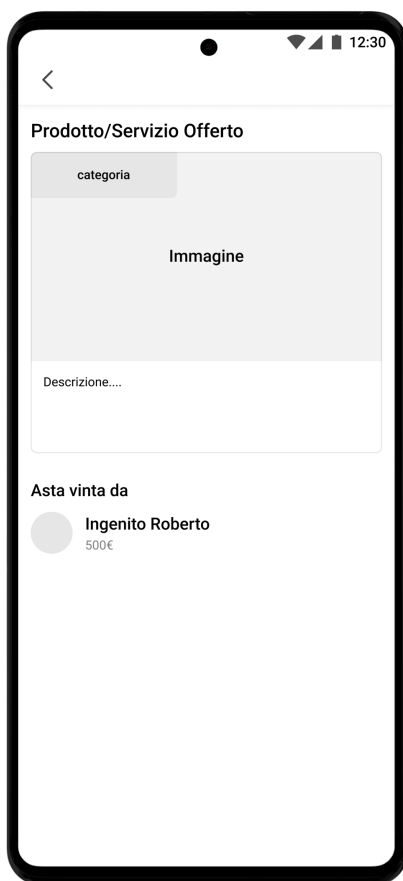 12:30
Prodotto/Servizio Offerto
categoria
Immagine
Descrizione....
Asta vinta da
Ingenito Roberto
500€